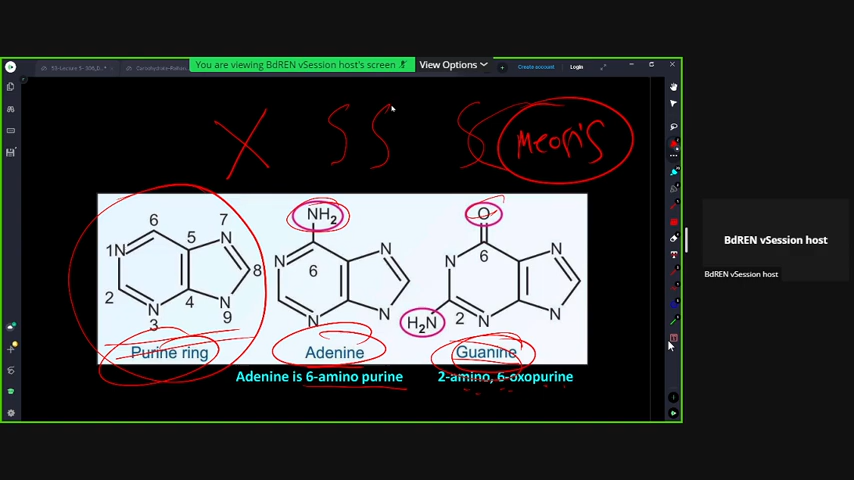 You are viewing BdREN vSession host's screen
View Options
Create account
Login
X S S S
NH₂
O
6 7
5
1N N
N N
N N
8
6
6
2
4
N
3
N
9
N
N
H₂N
2
N
N
Purine ring
Adenine
Guanine
Adenine is 6-amino purine
2-amino, 6-oxopurine
BdREN vSession host
BdREN vSession host